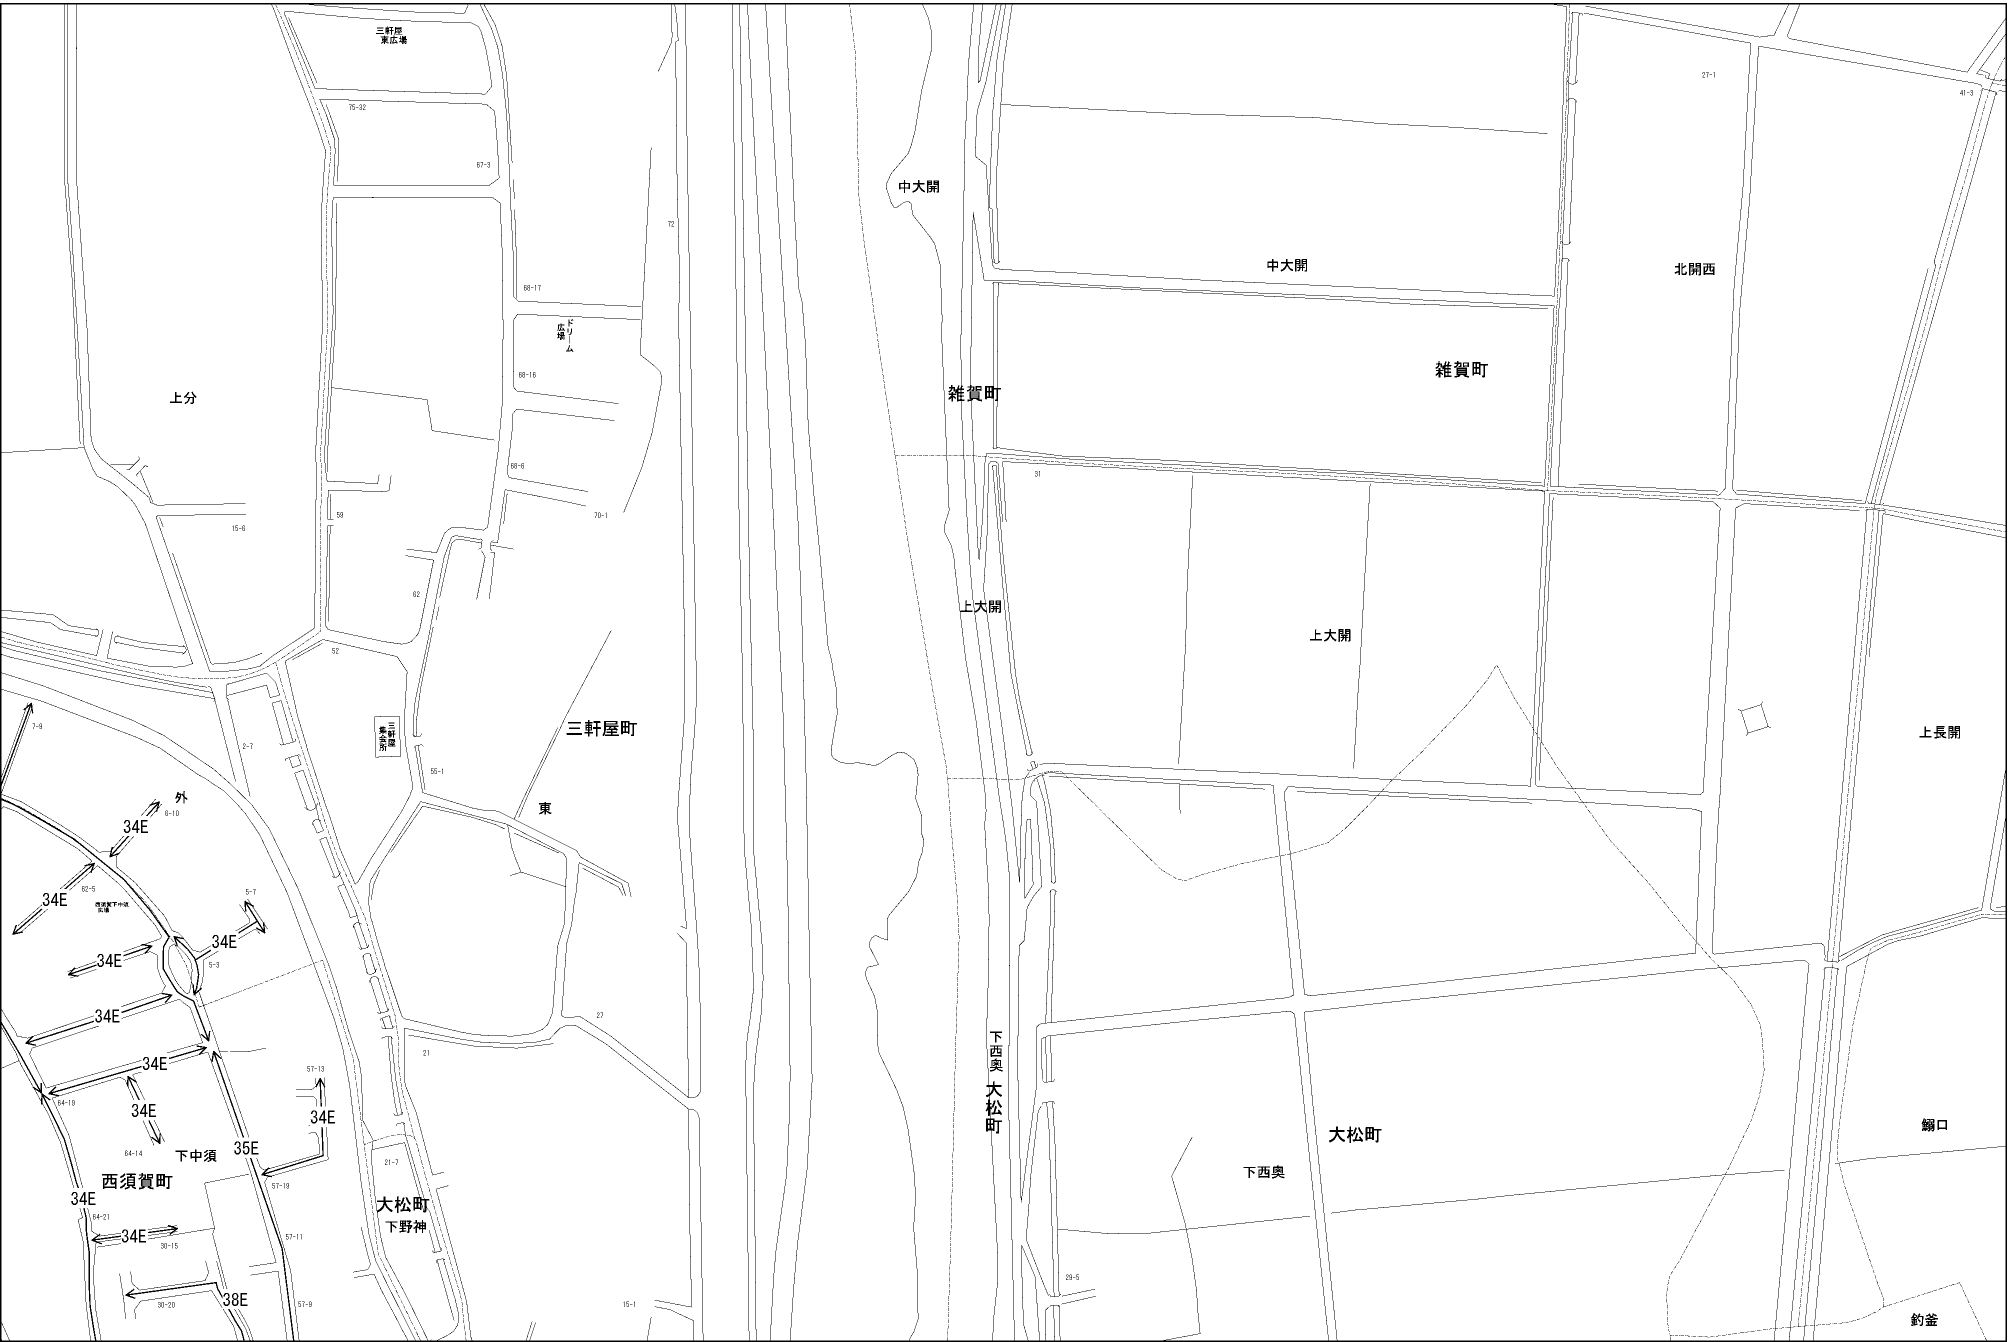 三軒屋
東広場
75-32
67-3
27-1
41-3
中大開
72
中大開
北開西
68-17
ドリーム
広場
68-16
雑賀町
雑賀町
上分
68-6
31
59
70-1
15-6
62
上大開
上大開
52
三軒屋
集会所
三軒屋町
上長開
7-9
2-7
55-1
外
6-10
東
34E
34E
62-5
西須賀下中須
広場
5-7
34E
5-3
34E
34E
27
21
34E
57-13
下西奥
64-19
34E
34E
大松町
大松町
鰯口
64-14
下中須
35E
21-7
下西奥
西須賀町
57-19
34E
大松町
下野神
64-21
34E
30-15
57-11
29-5
30-20
38E
57-9
15-1
釣釜